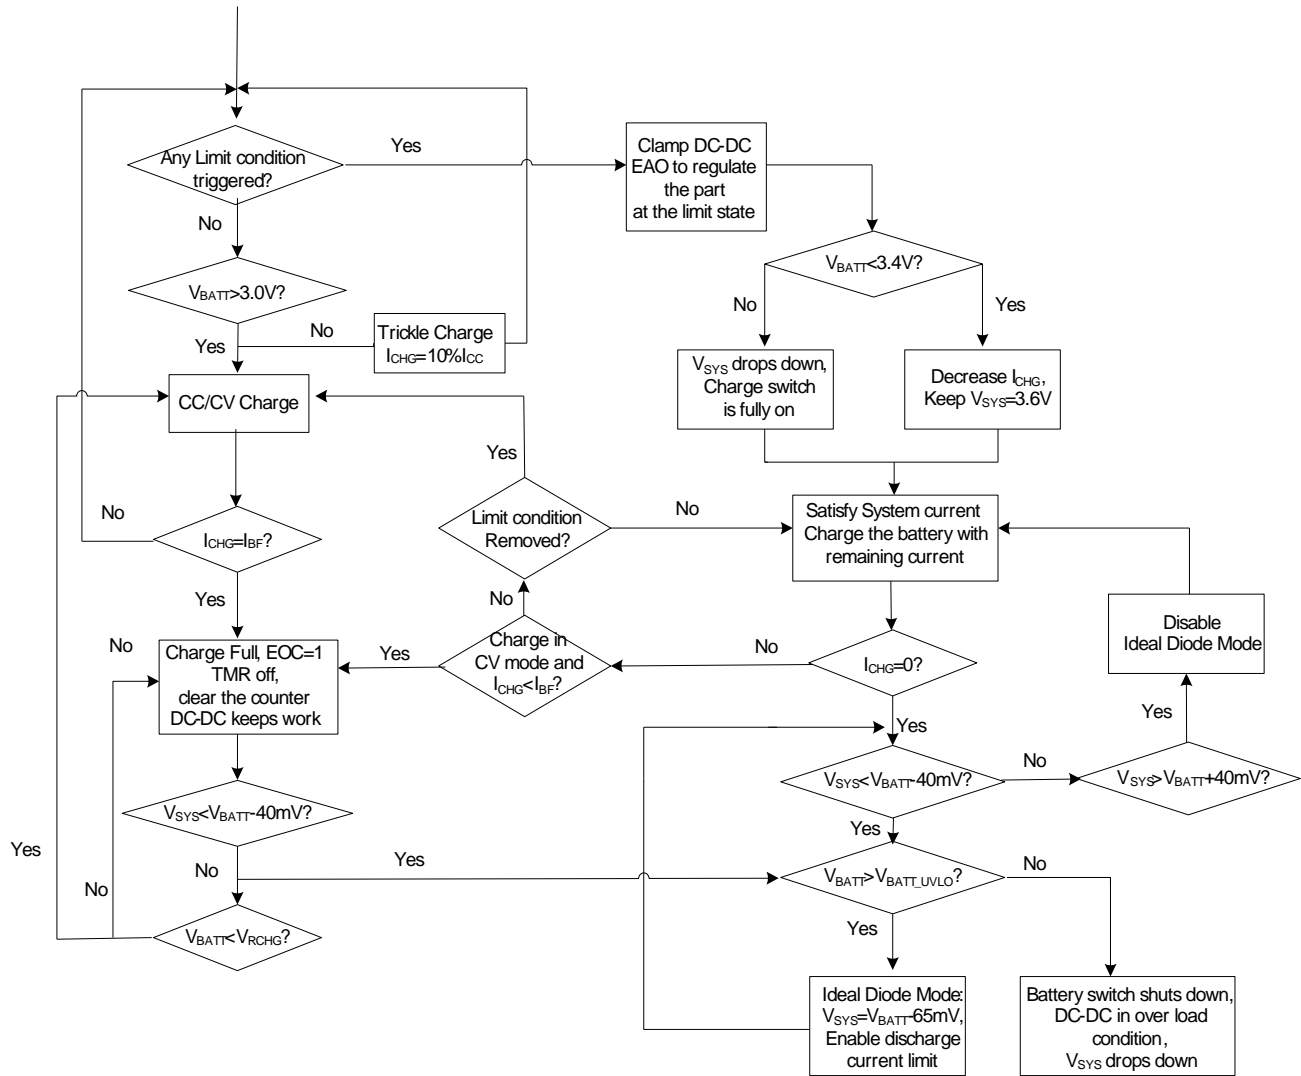 Any Limit condition
triggered?
Yes
Clamp DC-DC
EAO to regulate
the part
at the limit state
No
VBATT<3.4V?
VBATT>3.0V?
No
Yes
Yes
No
Trickle Charge
ICHG=10%ICC
VSYS drops down,
Charge switch
is fully on
Decrease ICHG,
Keep VSYS=3.6V
CC/CV Charge
Yes
No
ICHG=IBF?
Limit condition
Removed?
No
Satisfy System current
Charge the battery with
remaining current
Yes
No
Disable
Ideal Diode Mode
No
Charge Full, EOC=1
TMR off,
clear the counter
DC-DC keeps work
Yes
Charge in
CV mode and
ICHG<IBF?
No
ICHG=0?
Yes
Yes
VSYS<VBATT-40mV?
No
VSYS>VBATT+40mV?
VSYS<VBATT-40mV?
Yes
Yes
No
No
Yes
VBATT>VBATT_UVLO?
No
VBATT<VRCHG?
Yes
Ideal Diode Mode:
VSYS=VBATT-65mV,
Enable discharge
current limit
Battery switch shuts down,
DC-DC in over load
condition,
VSYS drops down